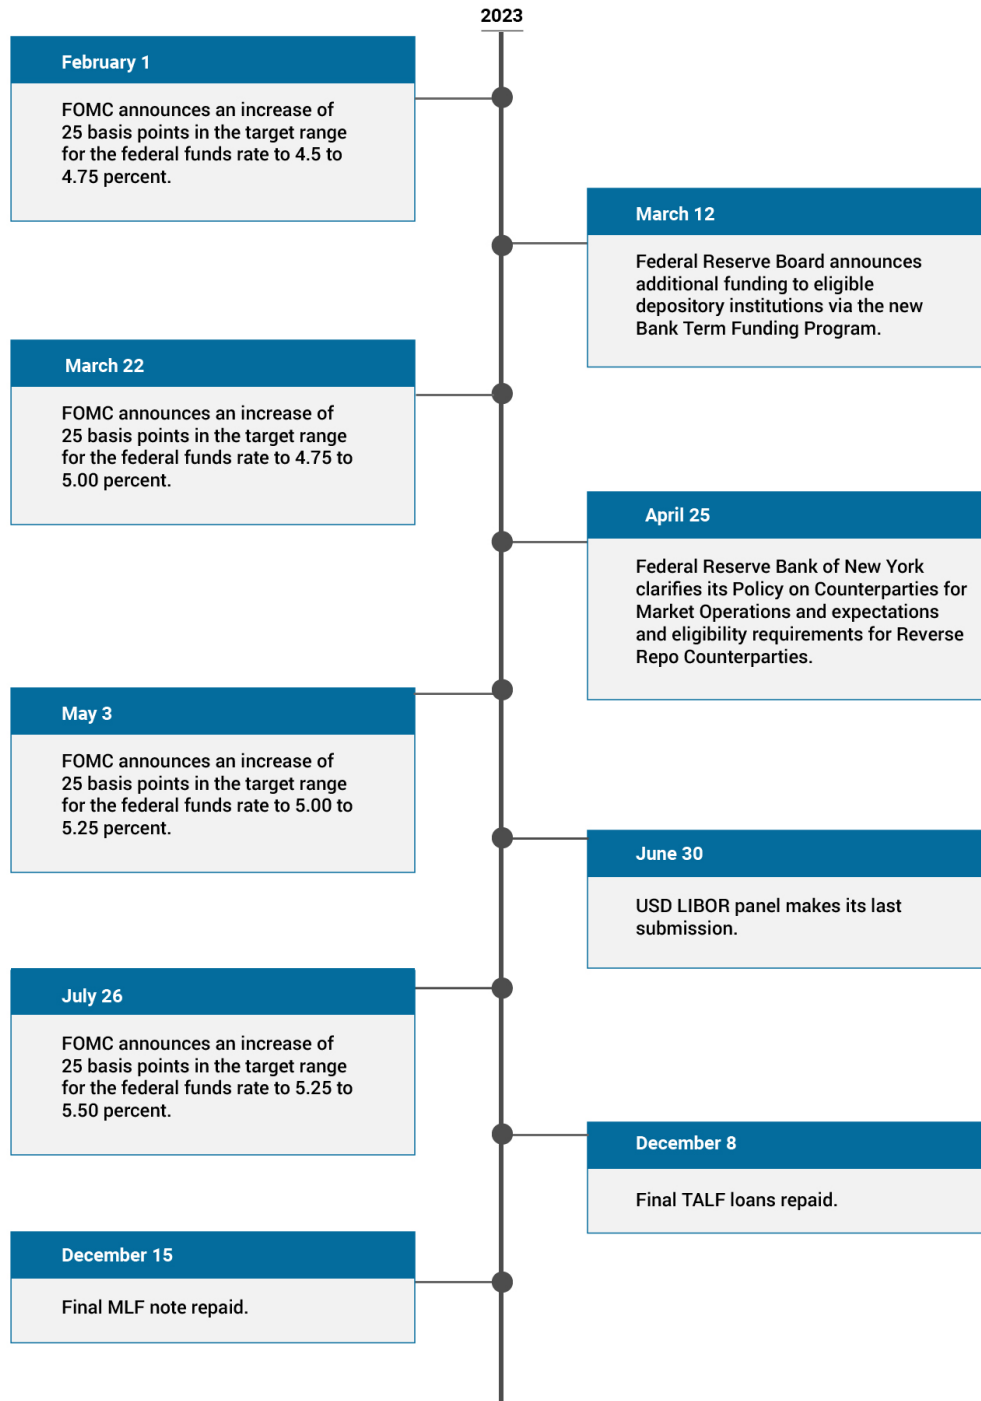 2023
February 1
FOMC announces an increase of
25 basis points in the target range
for the federal funds rate to 4.5 to
4.75 percent.
March 12
Federal Reserve Board announces
additional funding to eligible
depository institutions via the new
Bank Term Funding Program.
March 22
FOMC announces an increase of
25 basis points in the target range
for the federal funds rate to 4.75 to
5.00 percent.
April 25
Federal Reserve Bank of New York
clarifies its Policy on Counterparties for
Market Operations and expectations
and eligibility requirements for Reverse
Repo Counterparties.
May 3
FOMC announces an increase of
25 basis points in the target range
for the federal funds rate to 5.00 to
5.25 percent.
June 30
USD LIBOR panel makes its last
submission.
July 26
FOMC announces an increase of
25 basis points in the target range
for the federal funds rate to 5.25 to
5.50 percent.
December 8
Final TALF loans repaid.
December 15
Final MLF note repaid.